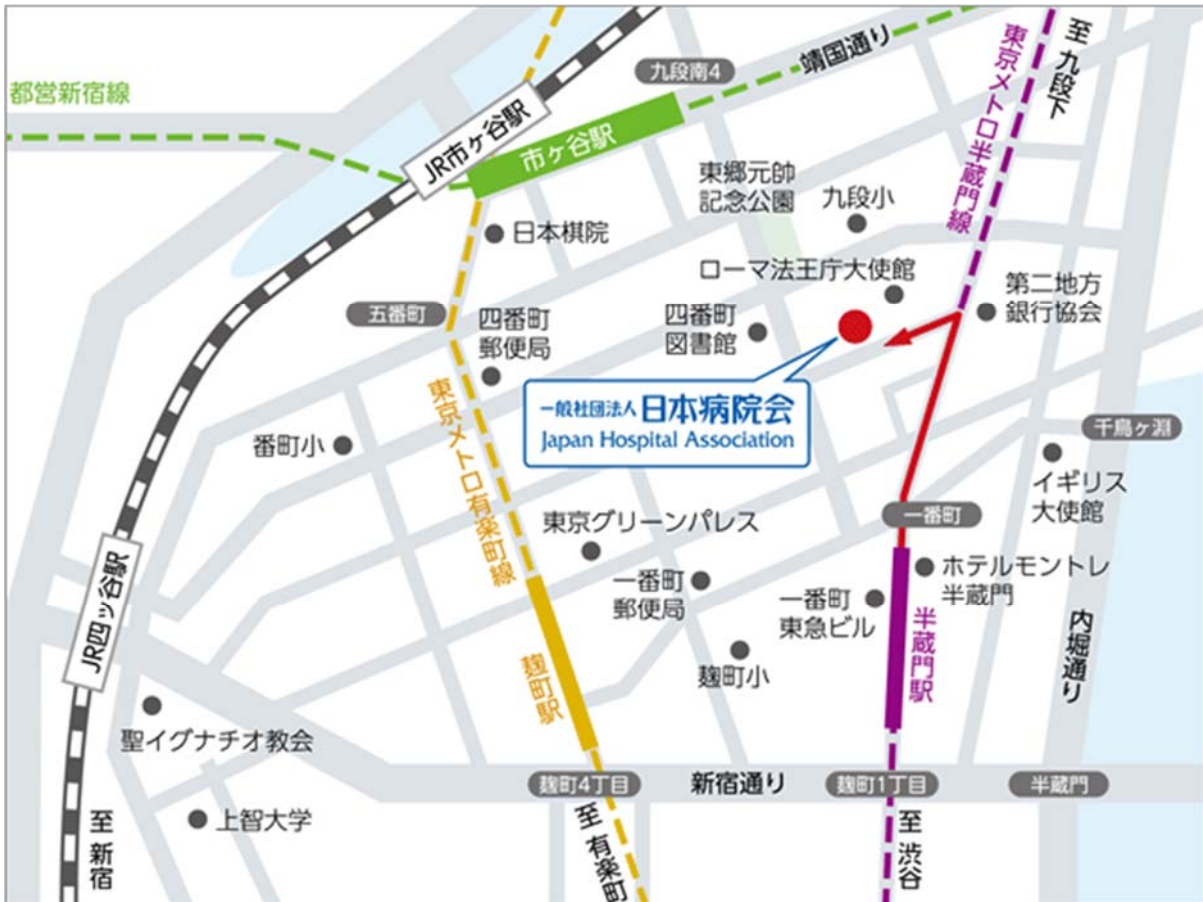 都営新宿線
JR市ヶ谷駅
市ヶ谷駅
九段南4
靖国通り
東京メトロ半蔵門線
至 九段下
東郷元帥
記念公園
九段小
日本棋院
ローマ法王庁大使館
第二地方
銀行協会
五番町
四番町
郵便局
四番町
図書館
一般社団法人 日本病院会
Japan Hospital Association
番町小
東京メトロ有楽町線
千鳥ヶ淵
イギリス
大使館
一番町
東京グリーンパレス
一番町
郵便局
一番町
東急ビル
ホテルモントレ
半蔵門
JR四ッ谷駅
麹町駅
麹町小
半蔵門駅
内堀通り
聖イグナチオ教会
麹町4丁目
新宿通り
麹町1丁目
半蔵門
上智大学
至 新宿
至 有楽町
至 渋谷